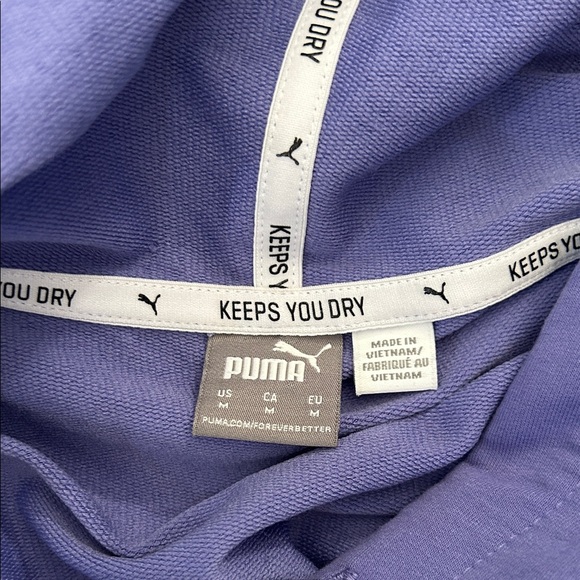 KEEPS YOU DRY
KEEPS
YOU DRY
KEEPS YOU DRY
KEEPS YO
PUMA
US CA EU
M M M
PUMA.COM/FOREVERBETTER
MADE IN
VIETNAM/
FABRIQUÉ AU
VIETNAM